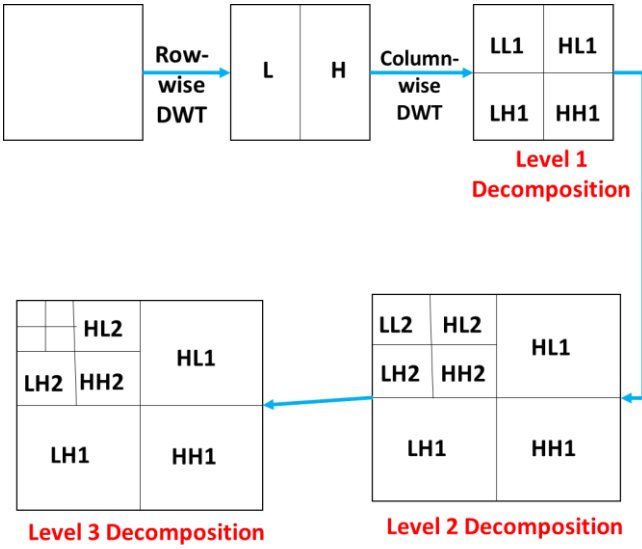 Row-
wise
DWT
L H
Column-
wise
DWT
LL1 HL1
LH1 HH1
Level 1
Decomposition
HL2
LH2 HH2
HL1
LH1 HH1
Level 3 Decomposition
LL2 HL2
LH2 HH2
HL1
LH1 HH1
Level 2 Decomposition